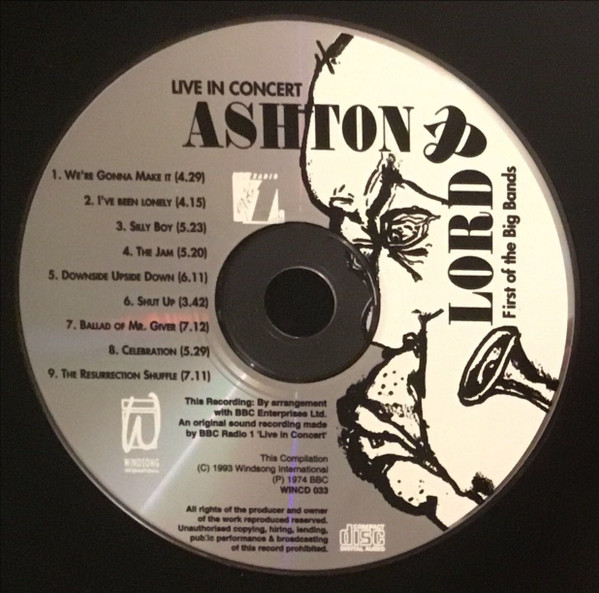 LIVE IN CONCERT
ASHTON &
LORD
First of the Big Bands
RADIO
1. WE'RE GONNA MAKE IT (4.29)
2. I'VE BEEN LONELY (4.15)
3. SILLY BOY (5.23)
4. THE JAM (5.20)
5. DOWNSIDE UPSIDE DOWN (6.11)
6. SHUT UP (3.42)
7. BALLAD OF MR. GIVER (7.12)
8. CELEBRATION (5.29)
9. THE RESURRECTION SHUFFLE (7.11)
WINDSONG
INTERNATIONAL
This Recording: By arrangement
with BBC Enterprises Ltd.
An original sound recording made
by BBC Radio 1 'Live in Concert'
This Compilation
(C) 1993 Windsong International
(P) 1974 BBC
WINCD 033
All rights of the producer and owner
of the work reproduced reserved.
Unauthorised copying, hiring, lending,
public performance & broadcasting
of this record prohibited.
COMPACT
disc
DIGITAL AUDIO